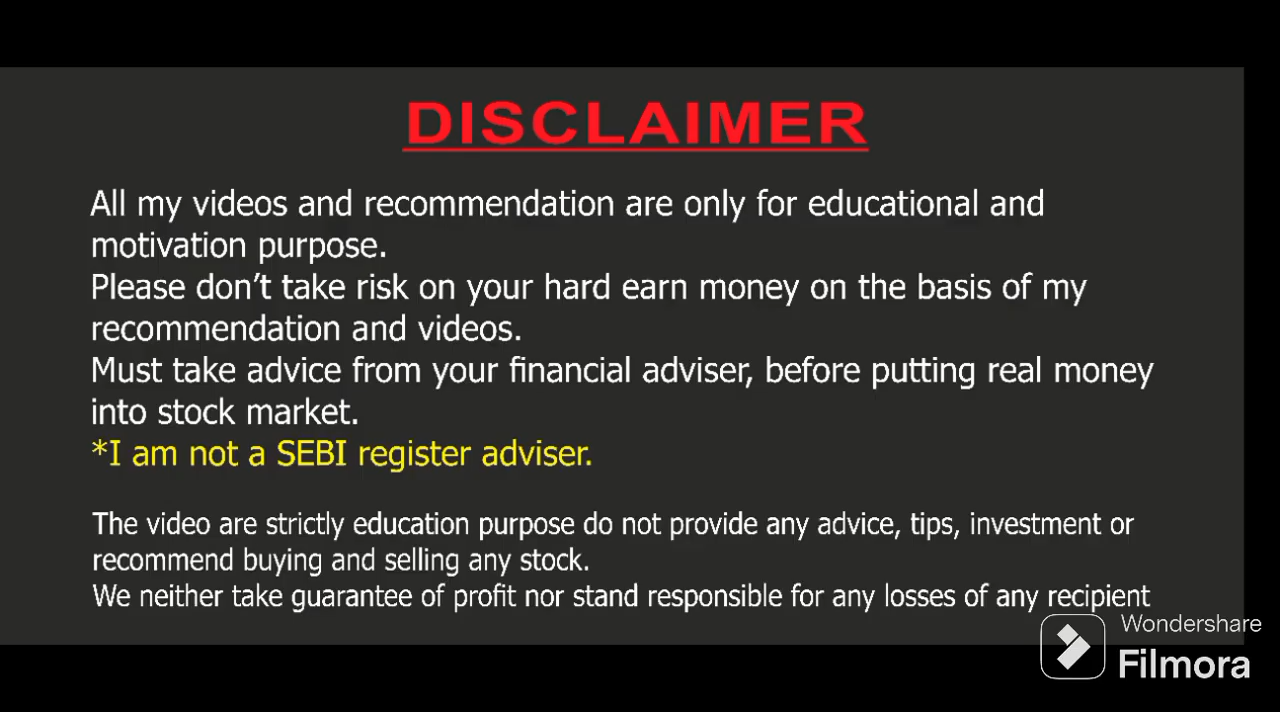 DISCLAIMER
All my videos and recommendation are only for educational and
motivation purpose.
Please don't take risk on your hard earn money on the basis of my
recommendation and videos.
Must take advice from your financial adviser, before putting real money
into stock market.
*I am not a SEBI register adviser.
The video are strictly education purpose do not provide any advice, tips, investment or
recommend buying and selling any stock.
We neither take guarantee of profit nor stand responsible for any losses of any recipient
Wondershare
Filmora